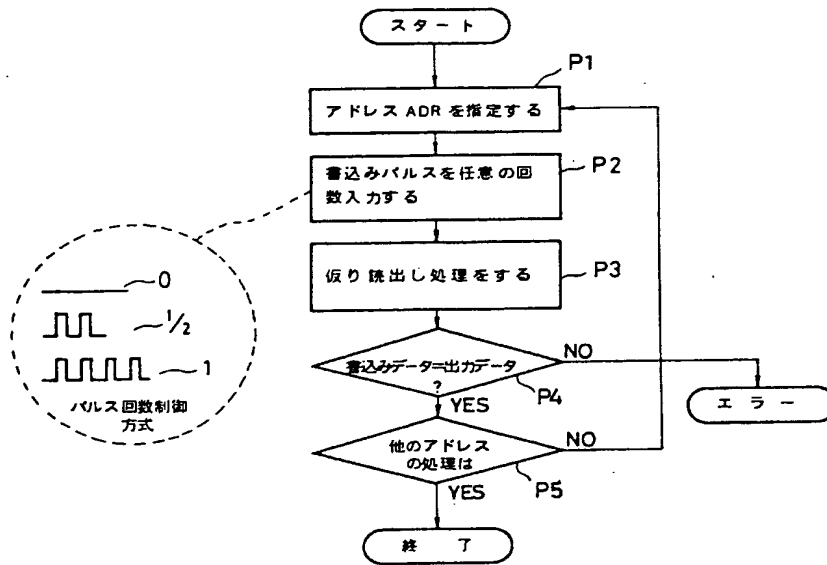 スタート
P1
アドレス ADR を指定する
書込みパルスを任意の回
数入力する
P2
仮り読出し処理をする
P3
0
1/2
1
パルス回数制御
方式
書込みデータ=出力データ
?
P4
NO
YES
エラー
他のアドレス
の処理は
P5
NO
YES
終了